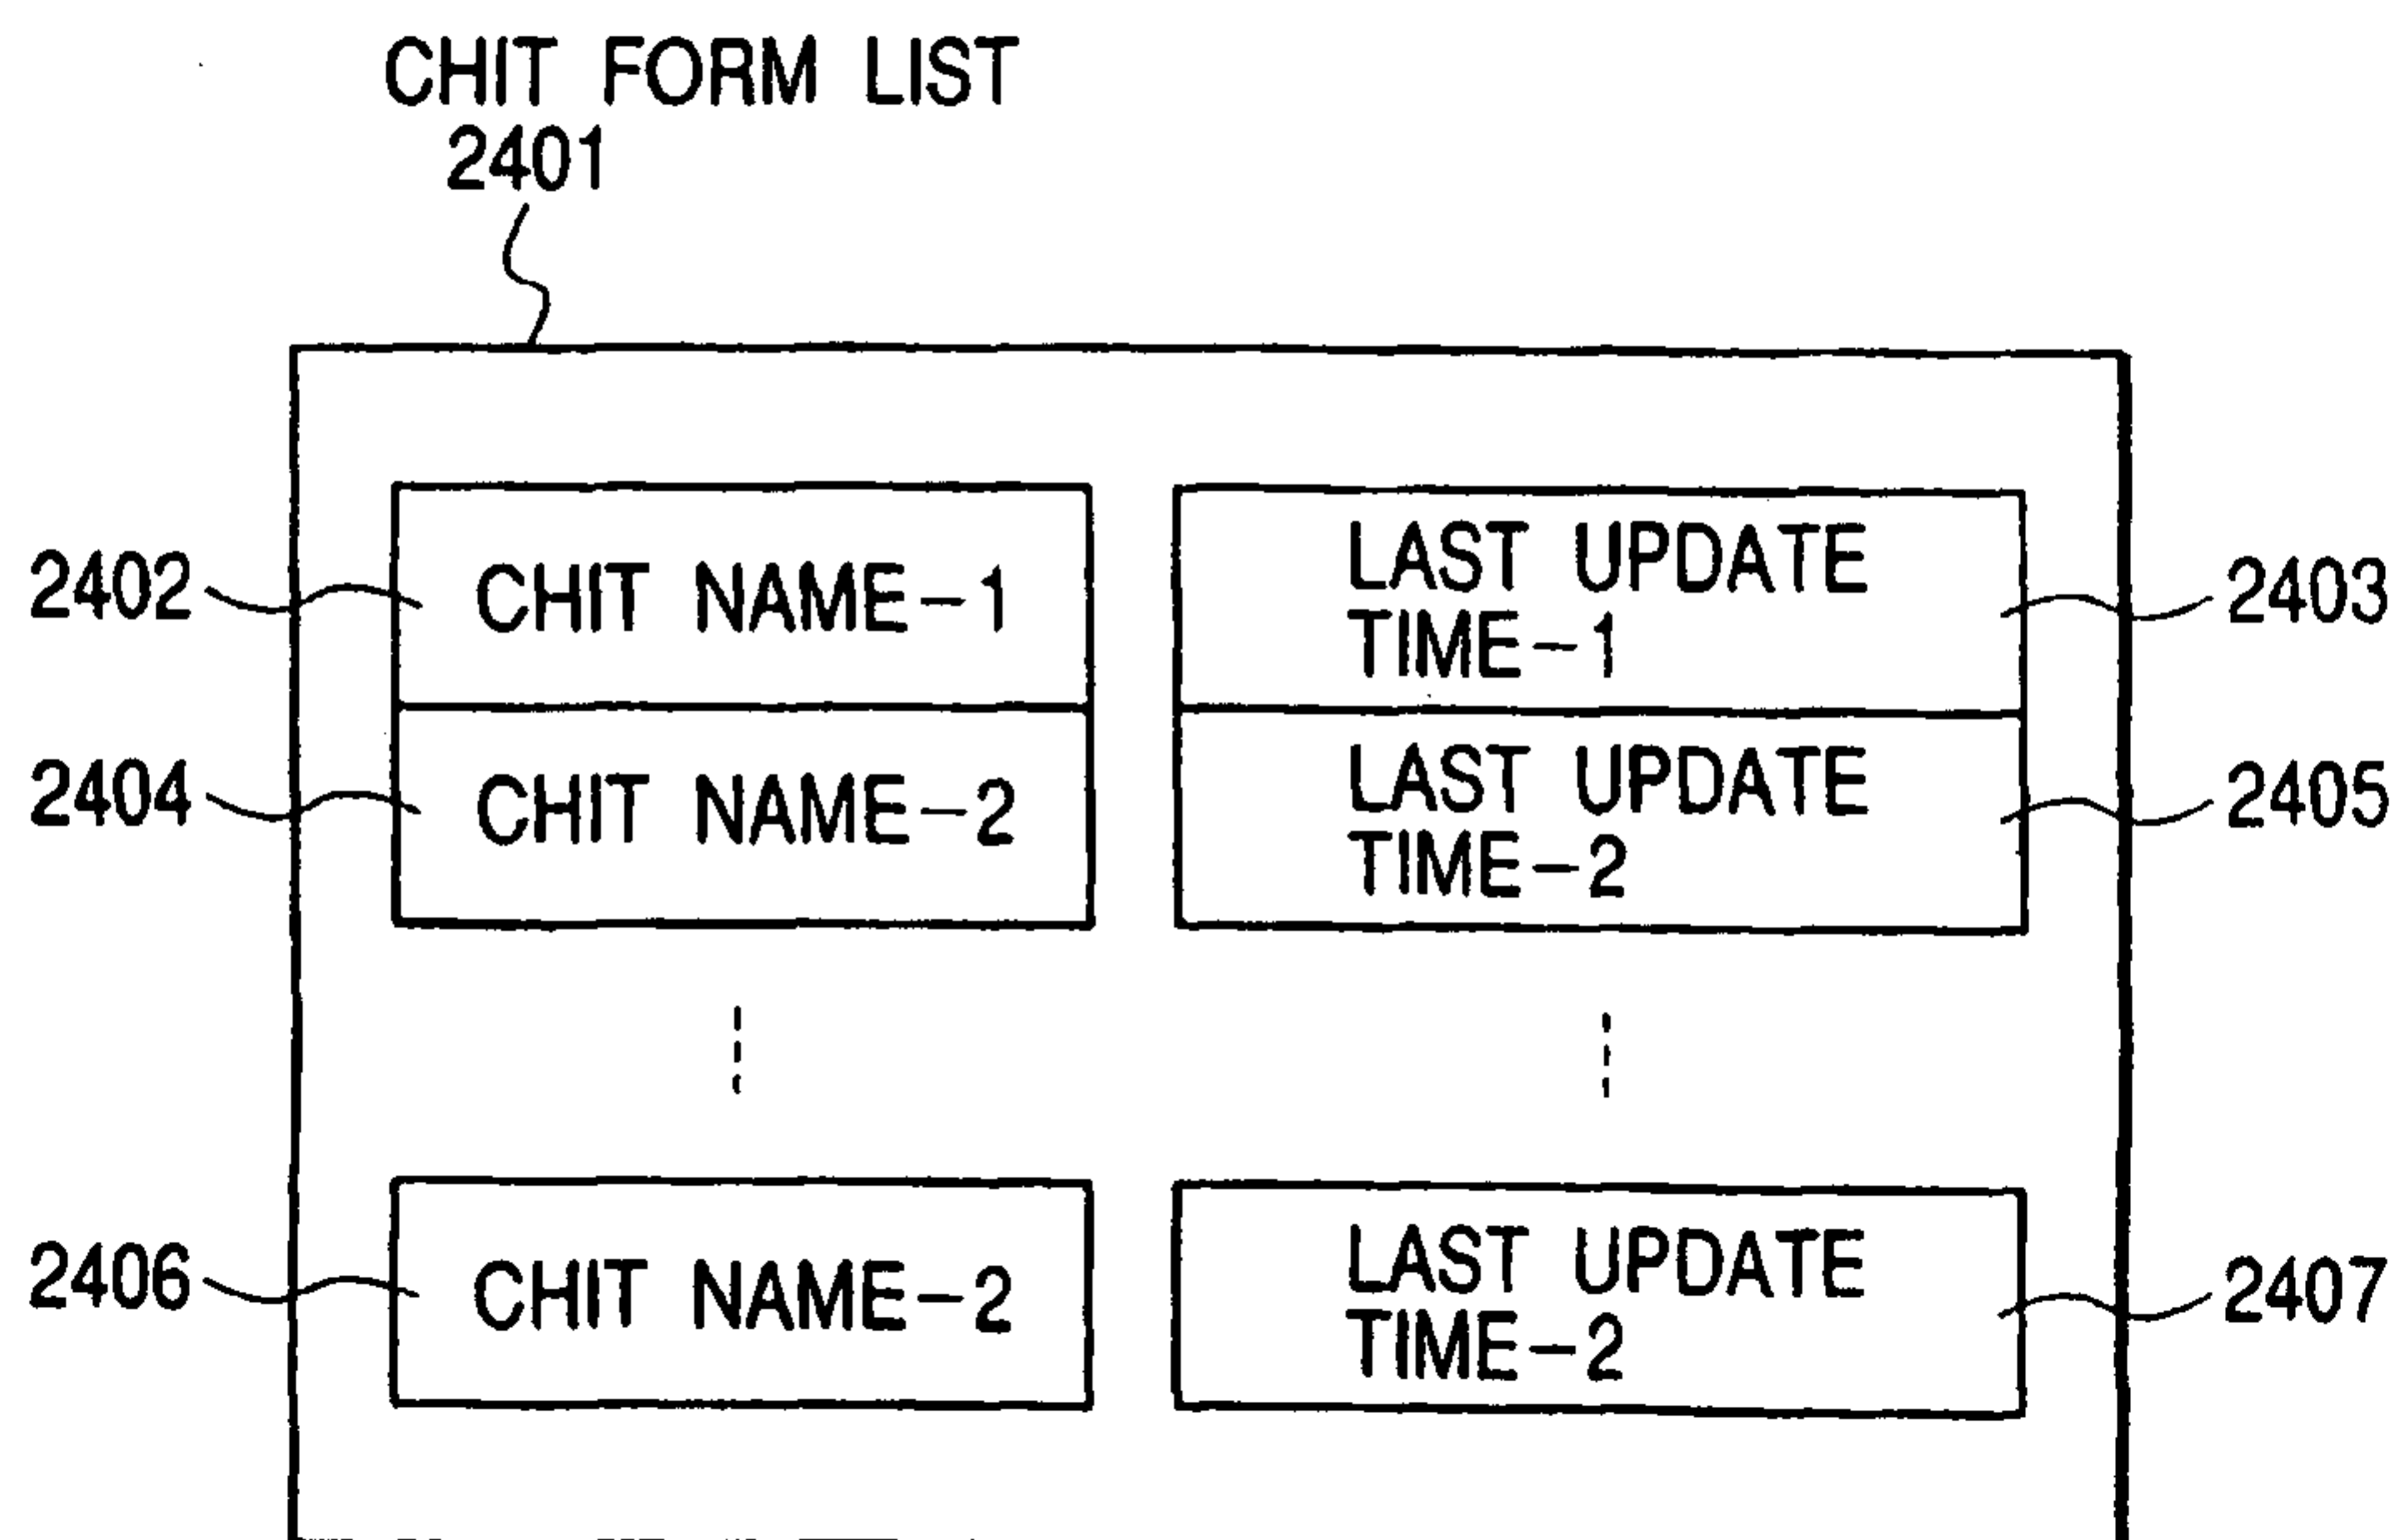 CHIT FORM LIST
2401
2402
CHIT NAME-1
LAST UPDATE
TIME-1
2403
2404
CHIT NAME-2
LAST UPDATE
TIME-2
2405
2406
CHIT NAME-2
LAST UPDATE
TIME-2
2407